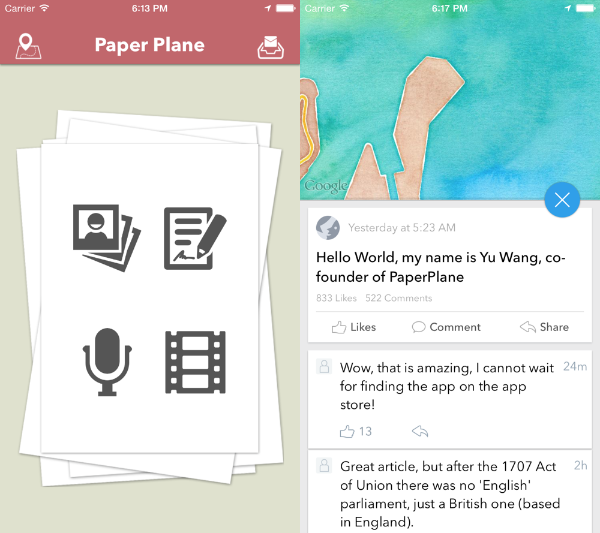 Carrier 6:13 PM
Paper Plane
Carrier 6:17 PM
Google
Yesterday at 5:23 AM
Hello World, my name is Yu Wang, co-
founder of PaperPlane
833 Likes 522 Comments
Likes Comment Share
Wow, that is amazing, I cannot wait 24m
for finding the app on the app
store!
13
Great article, but after the 1707 Act 2h
of Union there was no 'English'
parliament, just a British one (based
in England).